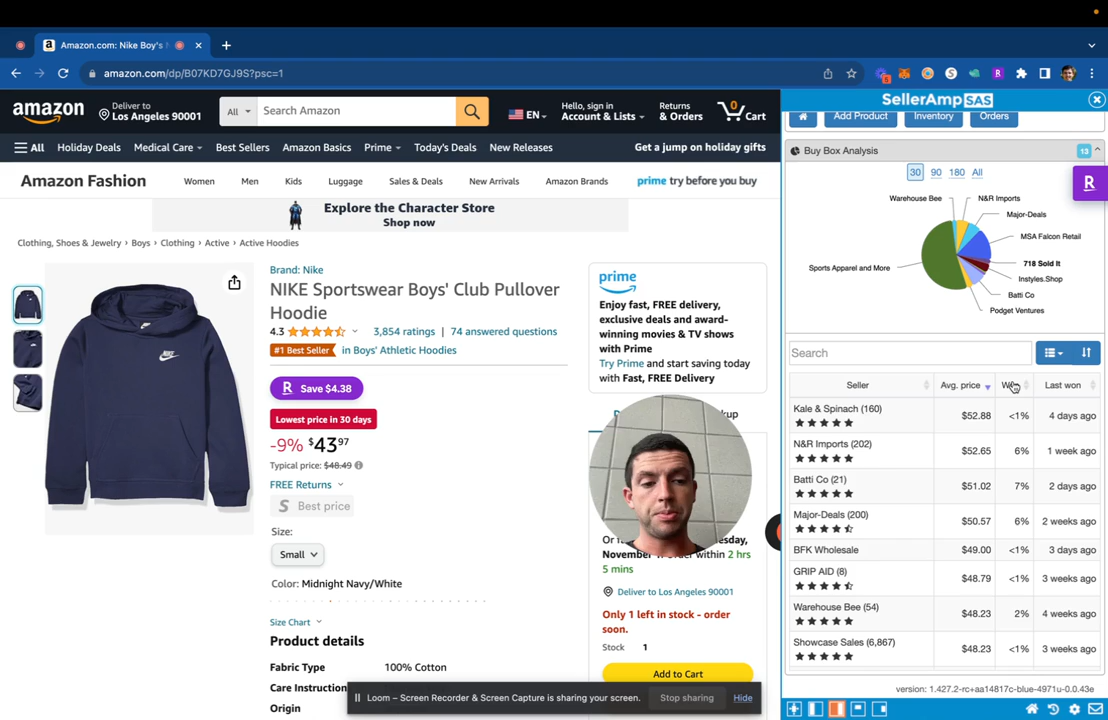 Amazon.com: Nike Boy's
amazon.com/dp/B07KD7GJ9S?psc=1
5
amazon
Deliver to
Los Angeles 90001
All
Search Amazon
EN
Hello, sign in
Account & Lists
Returns
& Orders
0
Cart
All
Holiday Deals
Medical Care
Best Sellers
Amazon Basics
Prime
Today's Deals
New Releases
Get a jump on holiday gifts
Amazon Fashion
Women
Men
Kids
Luggage
Sales & Deals
New Arrivals
Amazon Brands
prime try before you buy
Explore the Character Store
Shop now
Clothing, Shoes & Jewelry › Boys › Clothing › Active › Active Hoodies
Brand: Nike
NIKE Sportswear Boys' Club Pullover
Hoodie
4.3
3,854 ratings | 74 answered questions
#1 Best Seller in Boys' Athletic Hoodies
R Save $4.38
Lowest price in 30 days
-9% $43.97
Typical price: $48.49
FREE Returns
S Best price
Size:
Small
Color: Midnight Navy/White
Size Chart
Product details
Fabric Type
100% Cotton
Care Instruction
Origin
prime
Enjoy fast, FREE delivery,
exclusive deals and award-
winning movies & TV shows
with Prime
Try Prime and start saving today
with Fast, FREE Delivery
November
within 2 hrs
5 mins
Deliver to Los Angeles 90001
Only 1 left in stock - order
soon.
Stock 1
Add to Cart
Loom – Screen Recorder & Screen Capture is sharing your screen.
Stop sharing
Hide
SellerAmp SAS
Add Product
Inventory
Orders
Buy Box Analysis
13
30
90
180
All
R
Warehouse Bee
N&R Imports
Major-Deals
MSA Falcon Retail
718 Sold It
Sports Apparel and More
Instyles.Shop
Batti Co
Podget Ventures
Search
Seller
Avg. price
Last won
Kale & Spinach (160)
$52.88
<1%
4 days ago
N&R Imports (202)
$52.65
6%
1 week ago
Batti Co (21)
$51.02
7%
2 days ago
Major-Deals (200)
$50.57
6%
2 weeks ago
BFK Wholesale
$49.00
<1%
3 days ago
GRIP AID (8)
$48.79
<1%
3 weeks ago
Warehouse Bee (54)
$48.23
2%
4 weeks ago
Showcase Sales (6,867)
$48.23
<1%
3 weeks ago
version: 1.427.2-rc+aa14817c-blue-4971u-0.0.43e